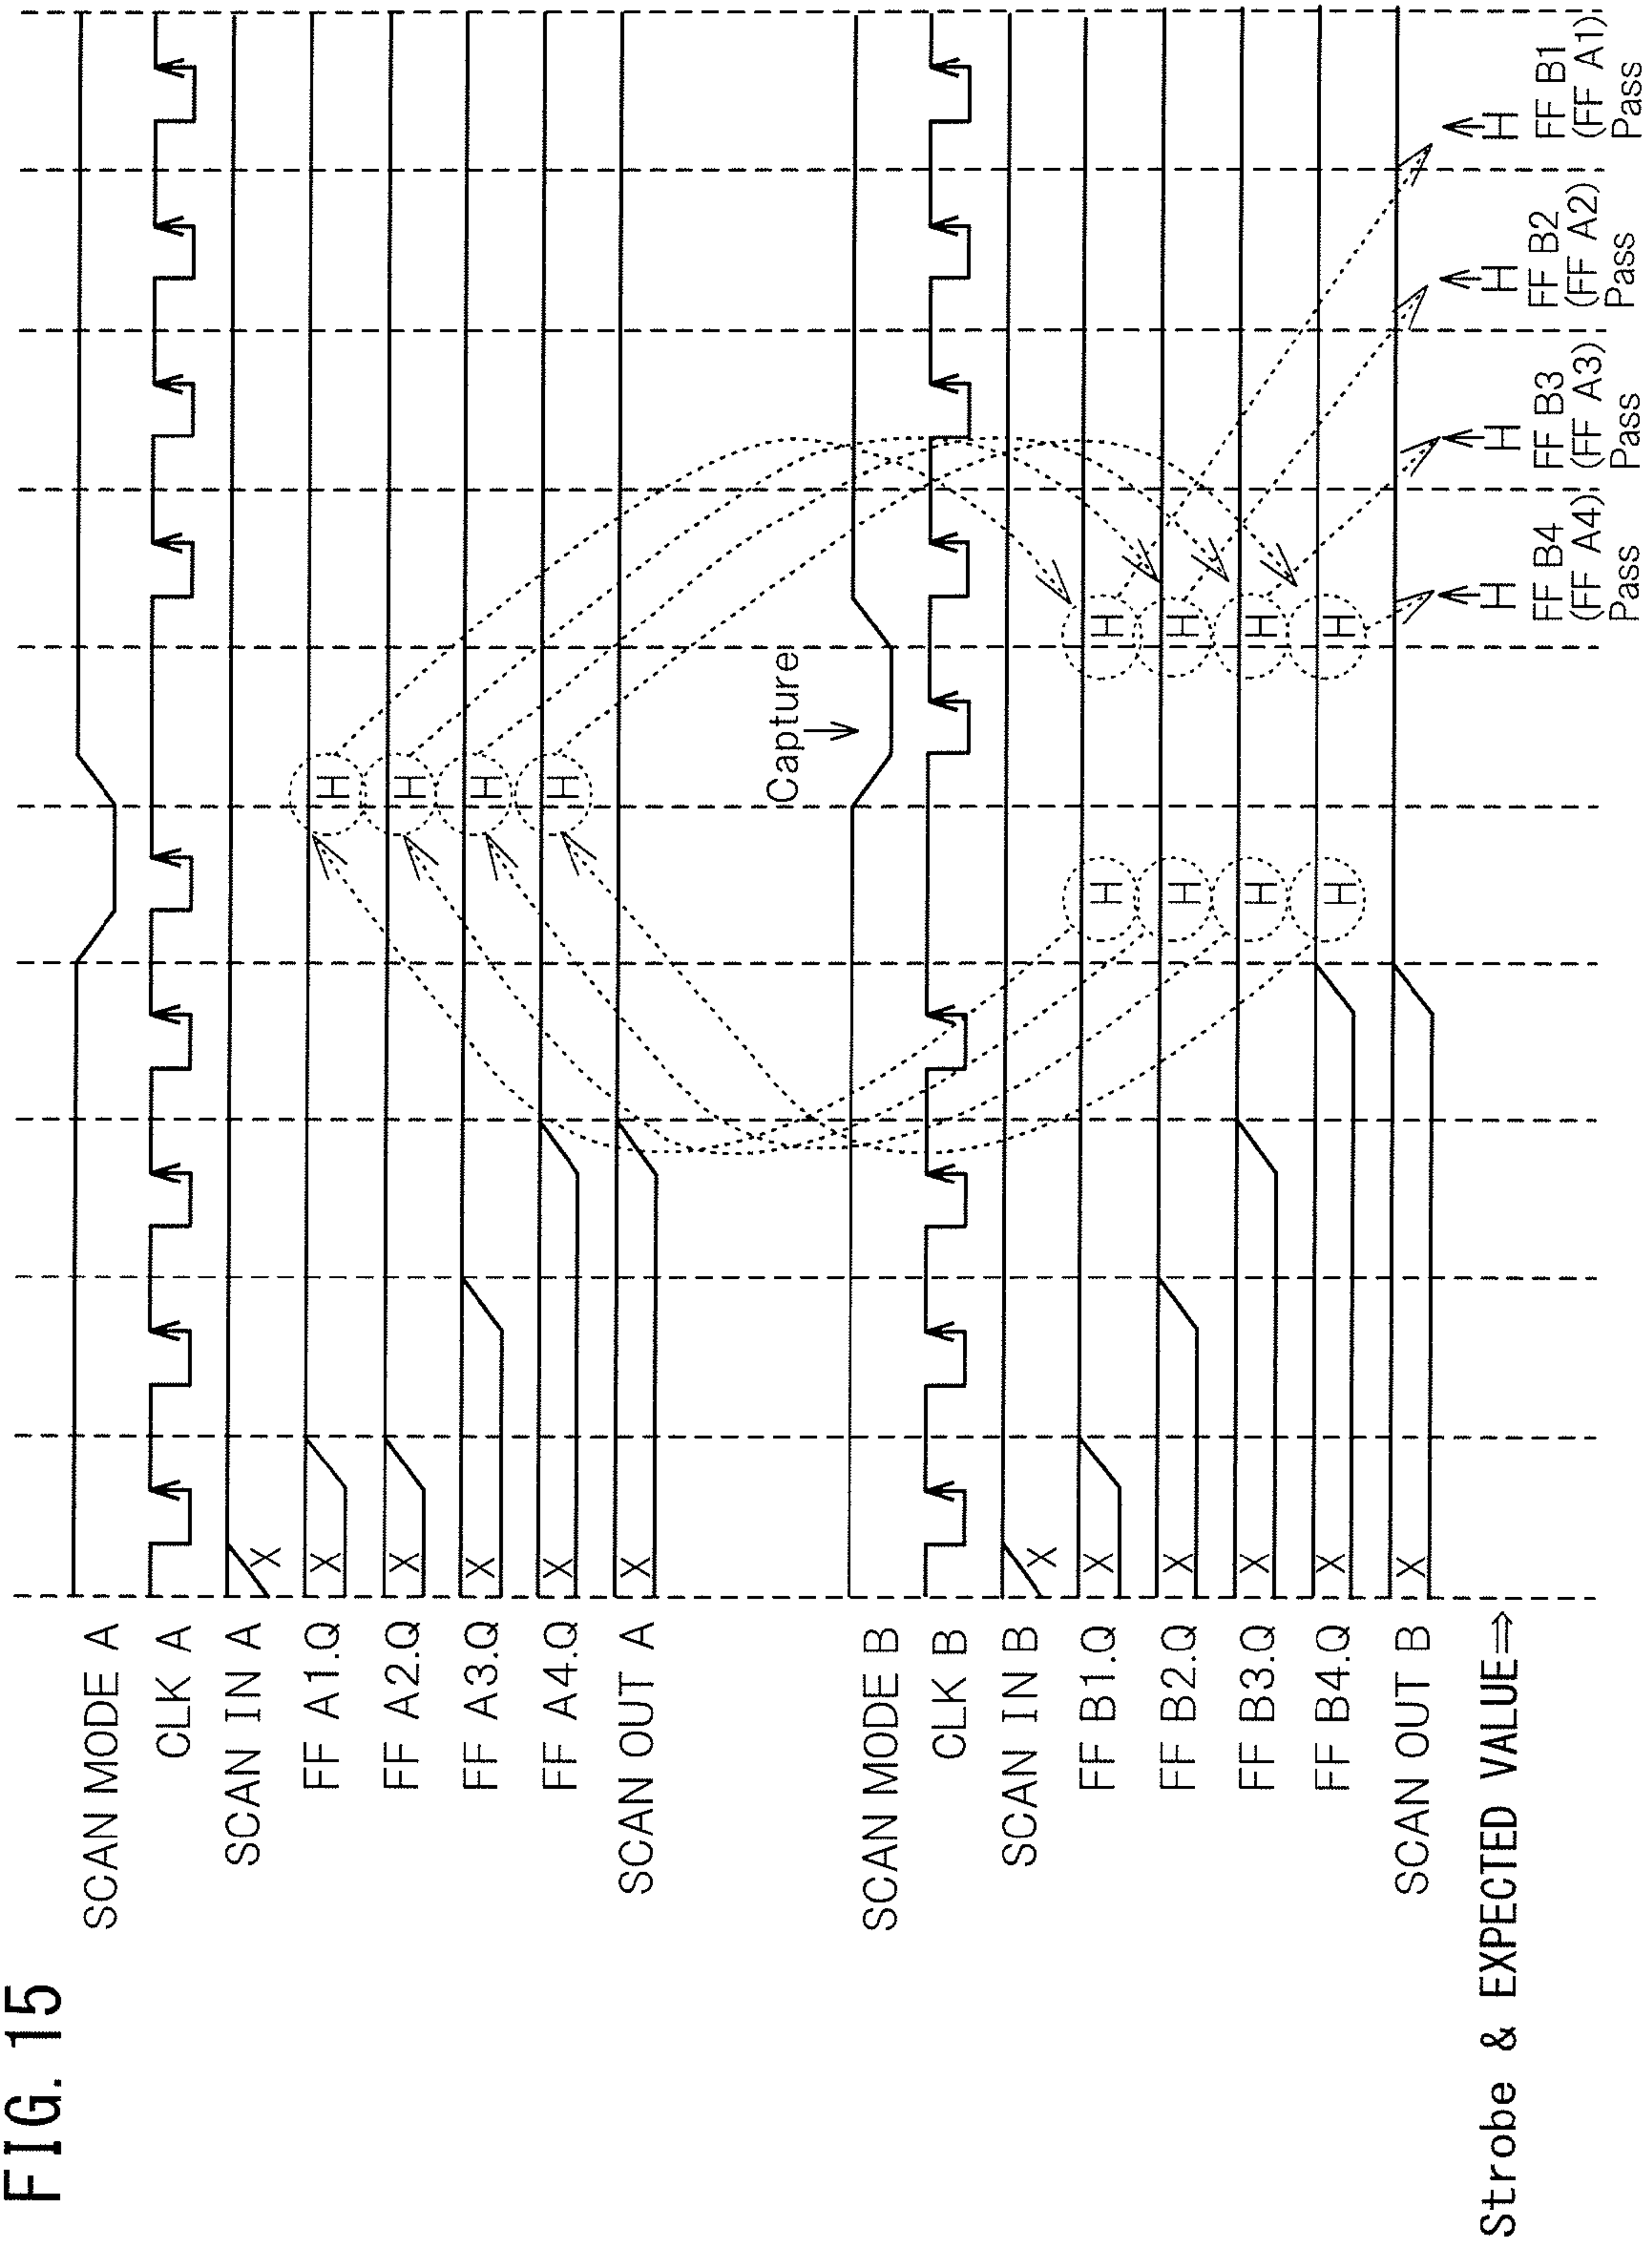 FIG. 15
SCAN MODE A
CLK A
SCAN IN A
X
FF A1.Q
X
H
FF A2.Q
X
H
FF A3.Q
X
H
FF A4.Q
X
H
SCAN OUT A
X
Capture
SCAN MODE B
CLK B
SCAN IN B
X
FF B1.Q
X
H
H
FF B2.Q
X
H
H
FF B3.Q
X
H
H
FF B4.Q
X
H
H
SCAN OUT B
X
Strobe & EXPECTED VALUE⇒
H
H
H
H
FF B4
(FF A4)
Pass
FF B3
(FF A3)
Pass
FF B2
(FF A2)
Pass
FF B1
(FF A1)
Pass